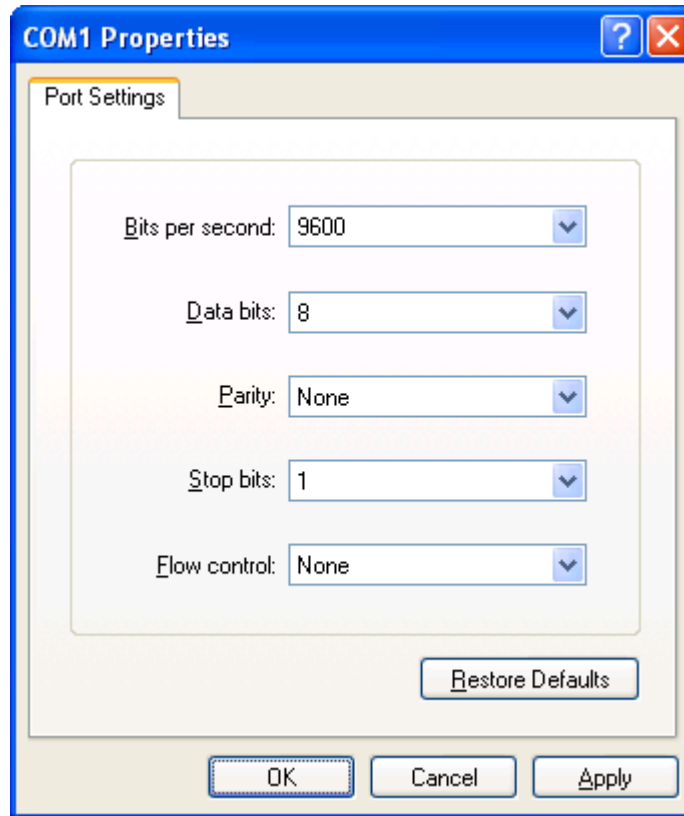 COM1 Properties
Port Settings
Bits per second: 9600
Data bits: 8
Parity: None
Stop bits: 1
Flow control: None
Restore Defaults
OK Cancel Apply